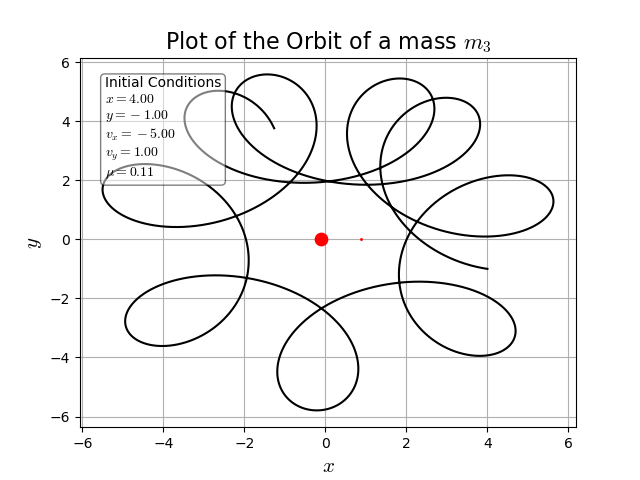 Plot of the Orbit of a mass m₃
Initial Conditions
x = 4.00
y = −1.00
vₓ = −5.00
v_y = 1.00
μ = 0.11
6
4
2
0
−2
−4
−6
y
−6 −4 −2 0 2 4 6
x